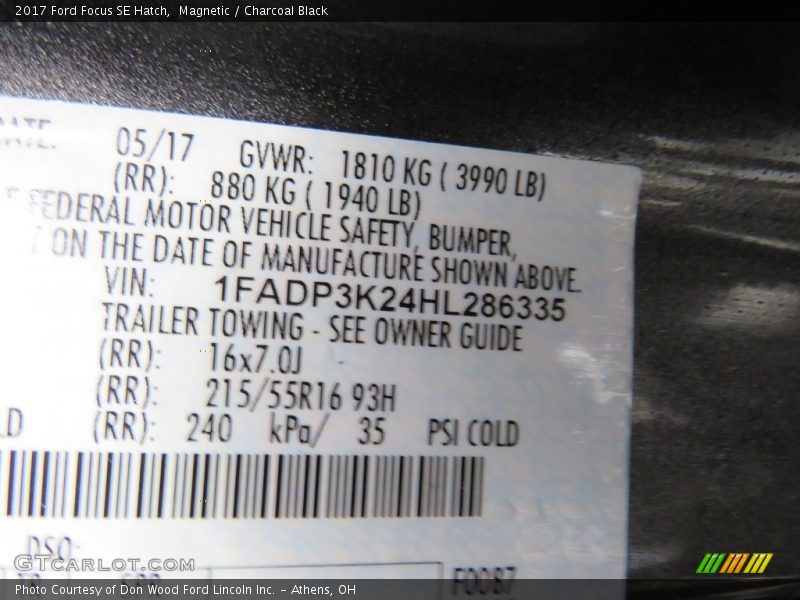 2017 Ford Focus SE Hatch,  Magnetic / Charcoal Black
DATE: 05/17 GVWR: 1810 KG ( 3990 LB)
(RR): 880 KG ( 1940 LB)
FEDERAL MOTOR VEHICLE SAFETY, BUMPER,
ON THE DATE OF MANUFACTURE SHOWN ABOVE.
VIN: 1FADP3K24HL286335
TRAILER TOWING - SEE OWNER GUIDE
(RR): 16x7.0J
(RR): 215/55R16 93H
LD (RR): 240 kPa/ 35 PSI COLD
DSO:
GTCARLOT.COM
F0087
Photo Courtesy of Don Wood Ford Lincoln Inc. – Athens, OH